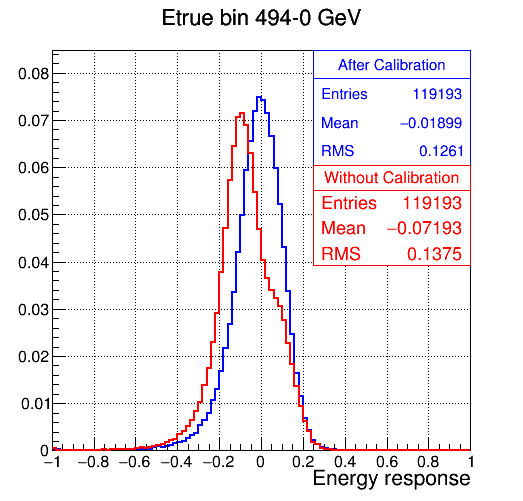 Etrue bin 494-0 GeV
After Calibration
Entries 119193
Mean −0.01899
RMS 0.1261
Without Calibration
Entries 119193
Mean −0.07193
RMS 0.1375
0.08
0.07
0.06
0.05
0.04
0.03
0.02
0.01
0
−1 −0.8 −0.6 −0.4 −0.2 0 0.2 0.4 0.6 0.8 1
Energy response